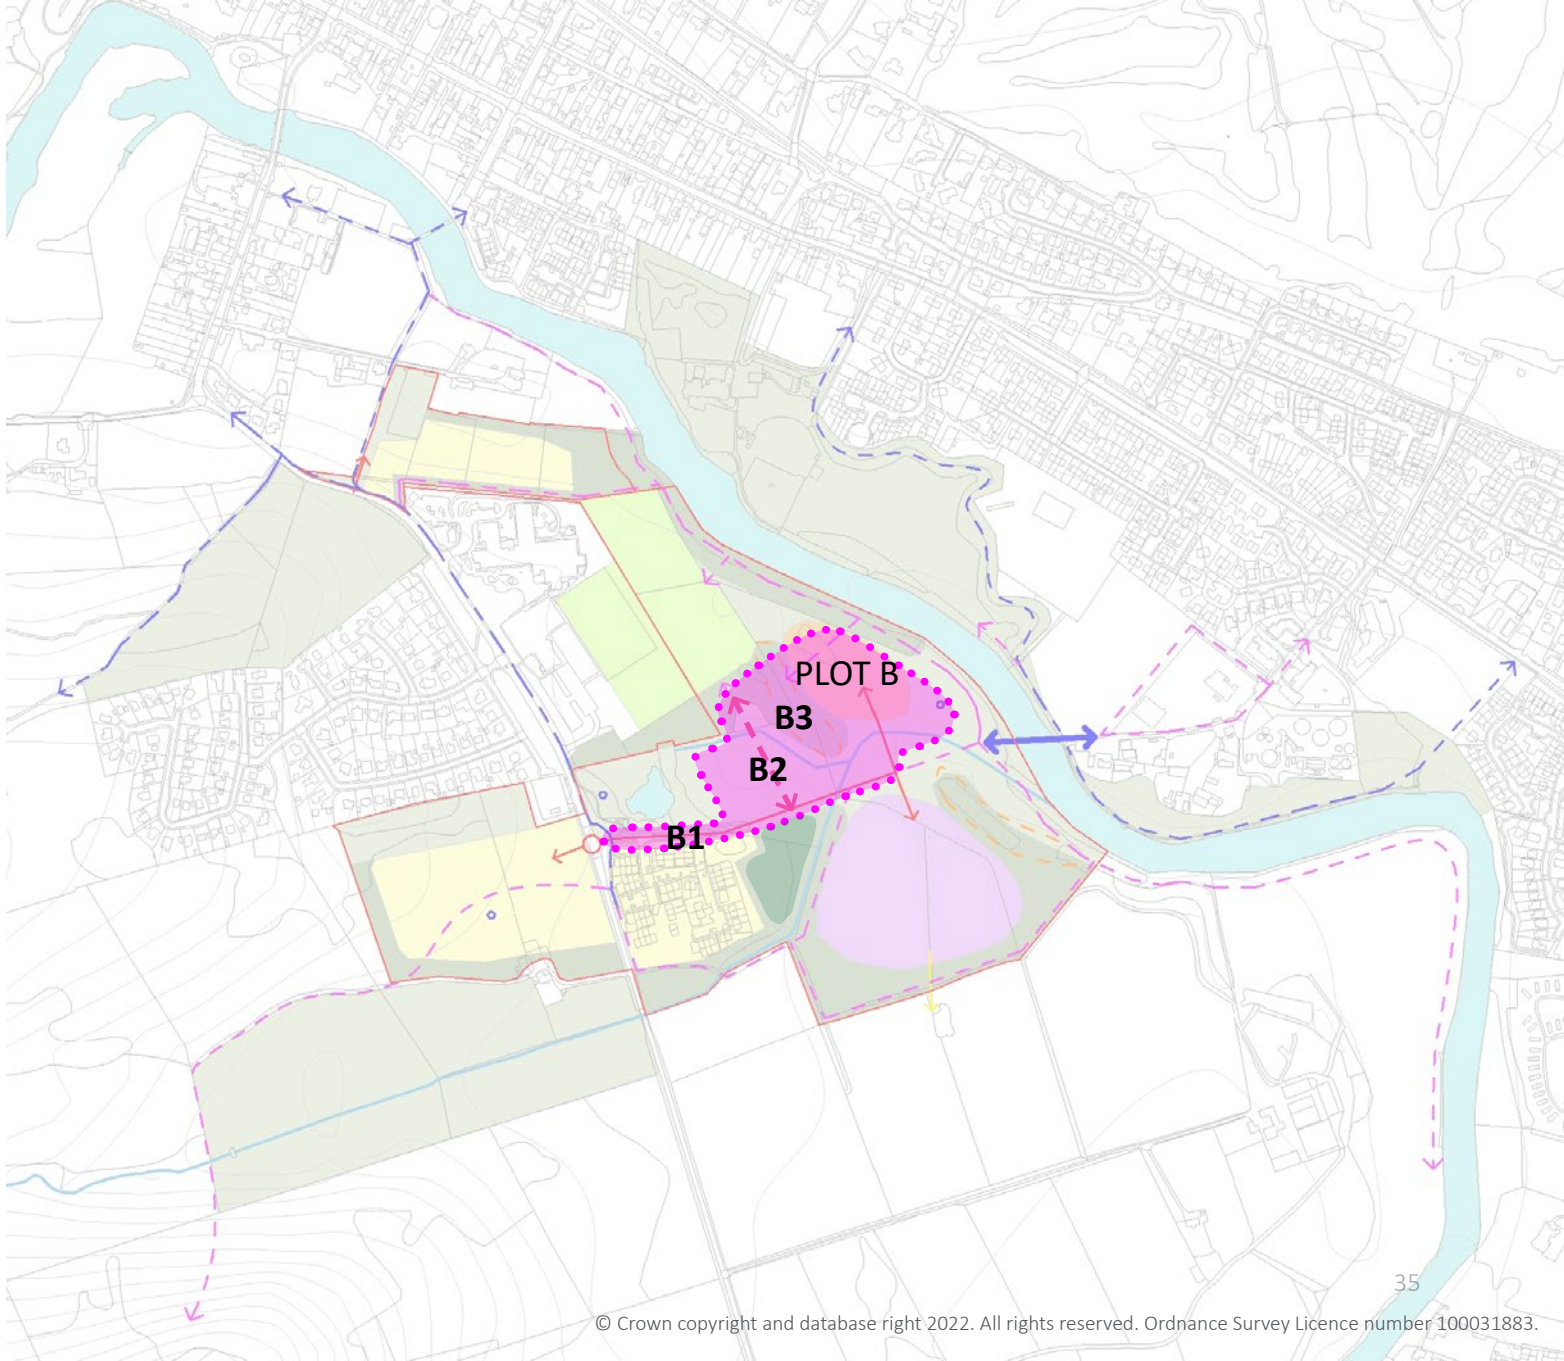 PLOT B
B3
B2
B1
35
© Crown copyright and database right 2022. All rights reserved. Ordnance Survey Licence number 100031883.